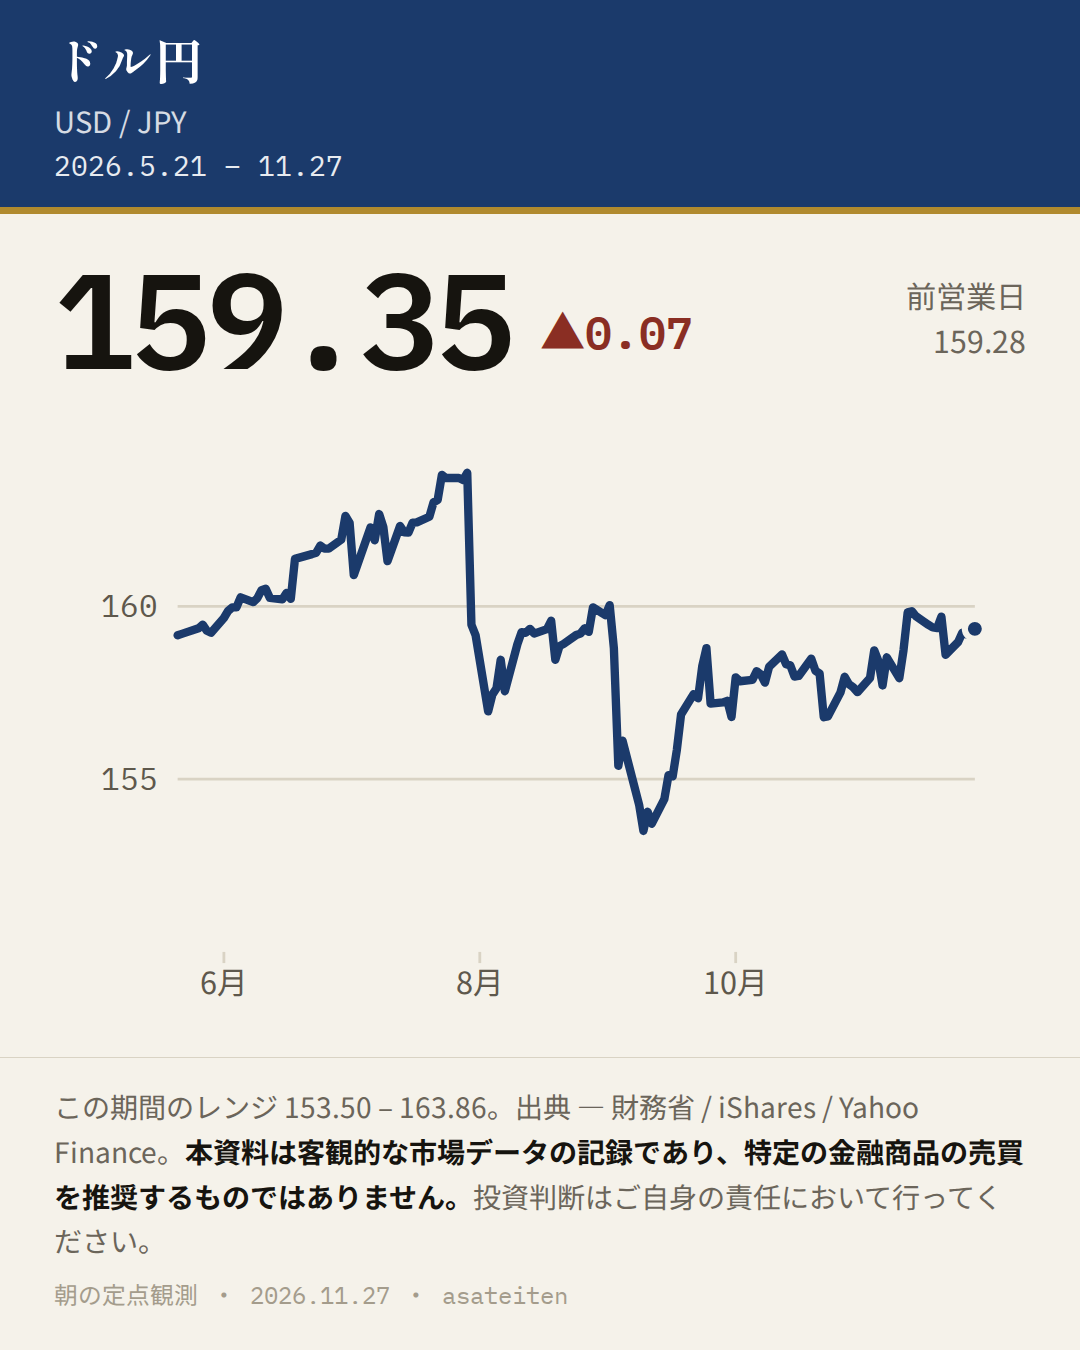 ドル円
USD / JPY
2026.5.21 – 11.27
159.35 ▲0.07
前営業日
159.28
160
155
6月 8月 10月
この期間のレンジ 153.50 – 163.86。出典 — 財務省 / iShares / Yahoo
Finance。本資料は客観的な市場データの記録であり、特定の金融商品の売買
を推奨するものではありません。投資判断はご自身の責任において行ってく
ださい。
朝の定点観測 ・ 2026.11.27 ・ asateiten